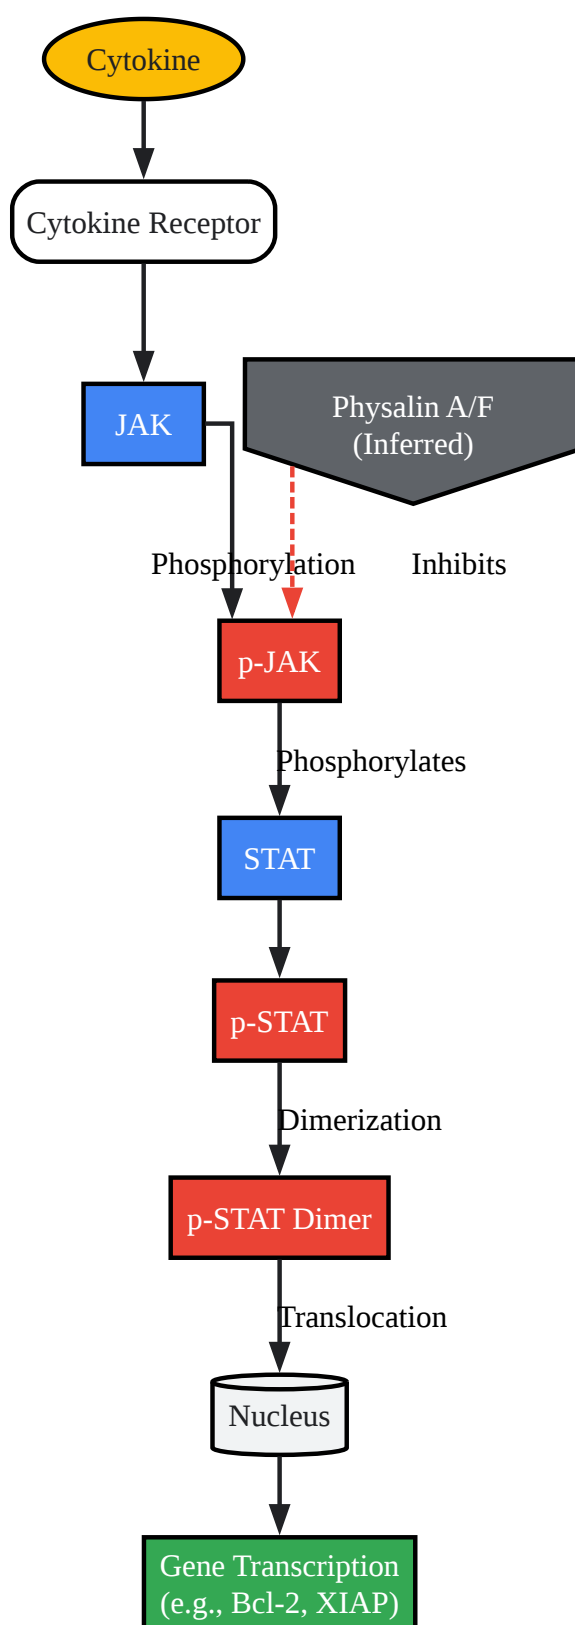 Cytokine
Cytokine Receptor
JAK
Physalin A/F
(Inferred)
Phosphorylation
Inhibits
p-JAK
Phosphorylates
STAT
p-STAT
Dimerization
p-STAT Dimer
Translocation
Nucleus
Gene Transcription
(e.g., Bcl-2, XIAP)